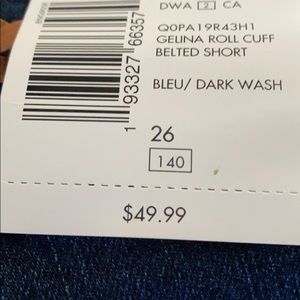 DWA 2 CA
Q0PA19R43H1
GELINA ROLL CUFF
BELTED SHORT
BLEU/ DARK WASH
1 93327 66357
26
140
$49.99